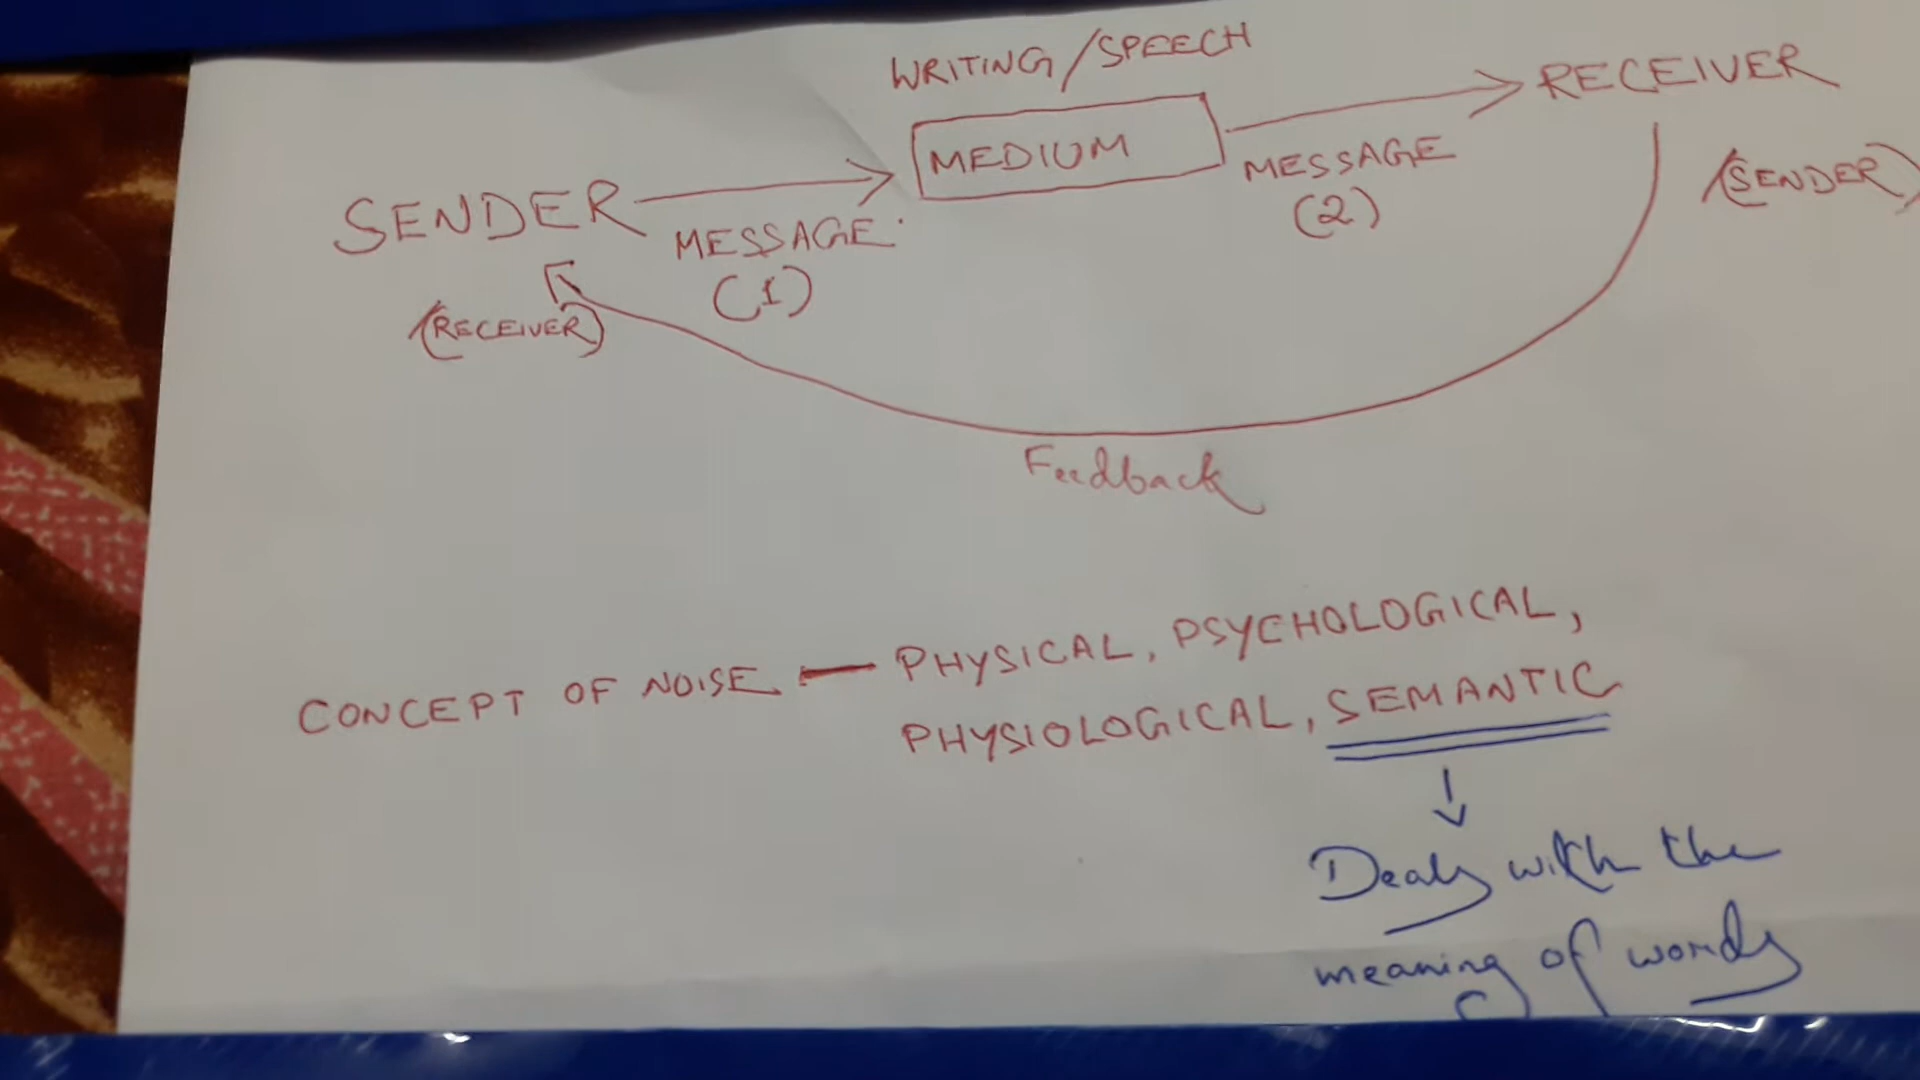 WRITING/SPEECH
SENDER
MESSAGE
(1)
MEDIUM
MESSAGE
(2)
RECEIVER
(SENDER)
(RECEIVER)
Feedback
CONCEPT OF NOISE — PHYSICAL, PSYCHOLOGICAL,
PHYSIOLOGICAL, SEMANTIC
Deals with the
meaning of words